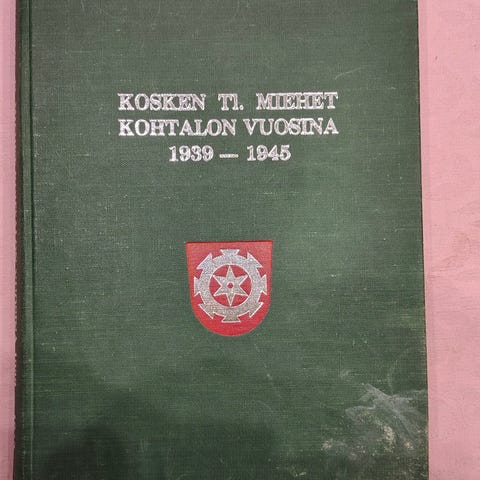 KOSKEN Tl. MIEHET
KOHTALON VUOSINA
1939 — 1945